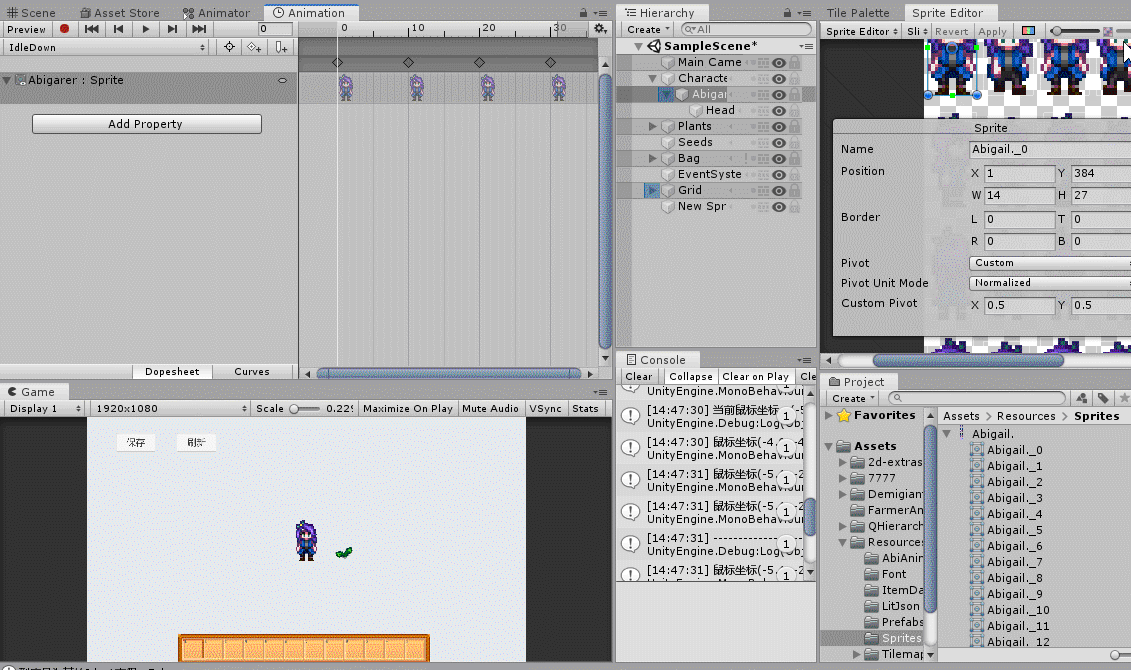 Scene Asset Store Animator Animation
Preview 0
IdleDown
0 10 20 30
Abigarer : Sprite
Add Property
Dopesheet Curves
Hierarchy
Create All
SampleScene*
Main Came
Characte
Abigar
Head
Plants
Seeds
Bag
EventSyste
Grid
New Spr
Tile Palette Sprite Editor
Sprite Editor Sli Revert Apply
Sprite
Name Abigail._0
Position X 1 Y 384
W 14 H 27
Border L 0 T 0
R 0 B 0
Pivot Custom
Pivot Unit Mode Normalized
Custom Pivot X 0.5 Y 0.5
Game
Display 1 1920x1080 Scale 0.22 Maximize On Play Mute Audio VSync Stats
保存 刷新
Console
Clear Collapse Clear on Play Cle
UnityEngine.MonoBehaviour
[14:47:30] 当前鼠标坐标 1
UnityEngine.Debug:Log(Obj
[14:47:30] 鼠标坐标(-4. 1
UnityEngine.MonoBehaviour
[14:47:31] 鼠标坐标(-5. 1
UnityEngine.MonoBehaviour
[14:47:31] 鼠标坐标(-5. 1
UnityEngine.MonoBehaviour
[14:47:31] ------------- 1
UnityEngine.Debug:Log(Obj
[14:47:31] 鼠标坐标(-5. 1
Project
Create
Favorites
Assets
2d-extras
7777
Demigian
FarmerAn
QHierarch
Resources
AbiAnim
Font
ItemDa
LitJson
Prefabs
Sprites
Tilemap
Assets > Resources > Sprites
Abigail.
Abigail._0
Abigail._1
Abigail._2
Abigail._3
Abigail._4
Abigail._5
Abigail._6
Abigail._7
Abigail._8
Abigail._9
Abigail._10
Abigail._11
Abigail._12